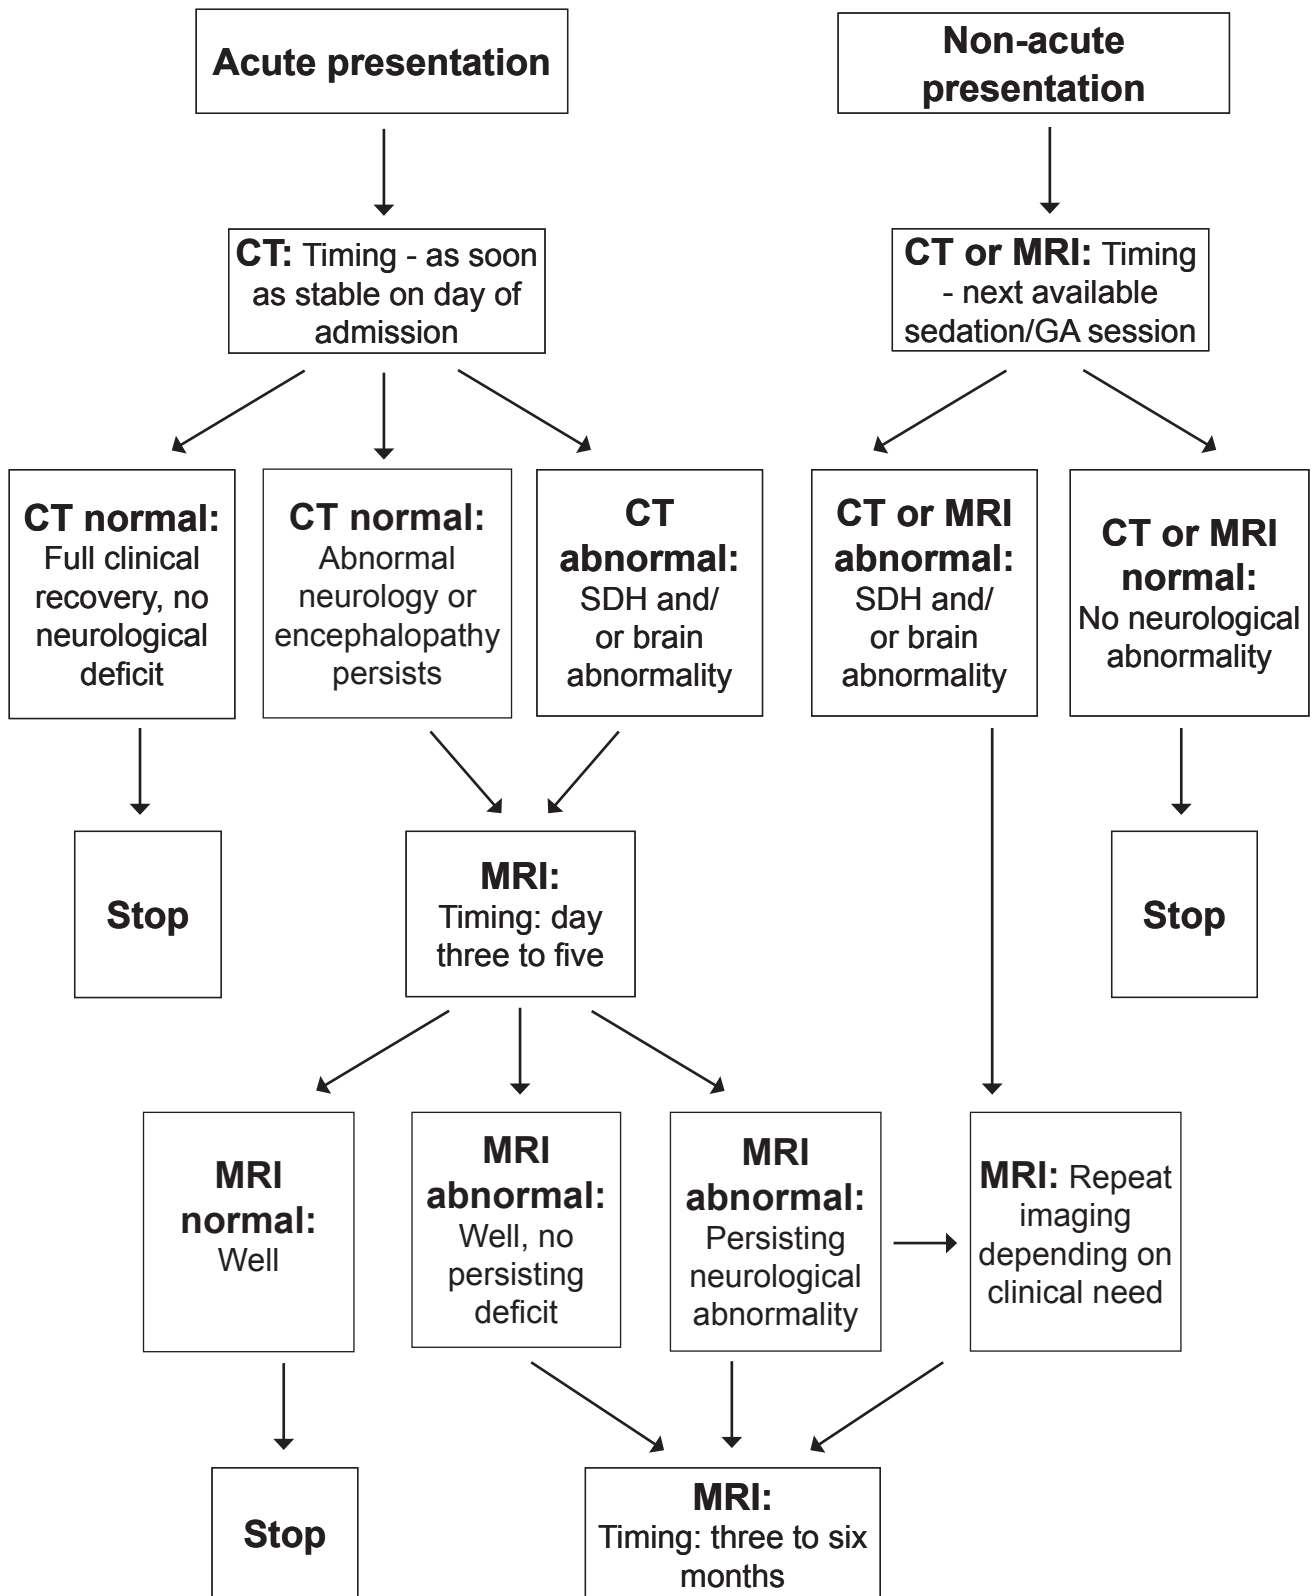 Acute presentation
Non-acute
presentation
CT: Timing - as soon
as stable on day of
admission
CT or MRI: Timing
- next available
sedation/GA session
CT normal:
Full clinical
recovery, no
neurological
deficit
CT normal:
Abnormal
neurology or
encephalopathy
persists
CT
abnormal:
SDH and/
or brain
abnormality
CT or MRI
abnormal:
SDH and/
or brain
abnormality
CT or MRI
normal:
No neurological
abnormality
Stop
MRI:
Timing: day
three to five
Stop
MRI
normal:
Well
MRI
abnormal:
Well, no
persisting
deficit
MRI
abnormal:
Persisting
neurological
abnormality
MRI: Repeat
imaging
depending on
clinical need
Stop
MRI:
Timing: three to six
months